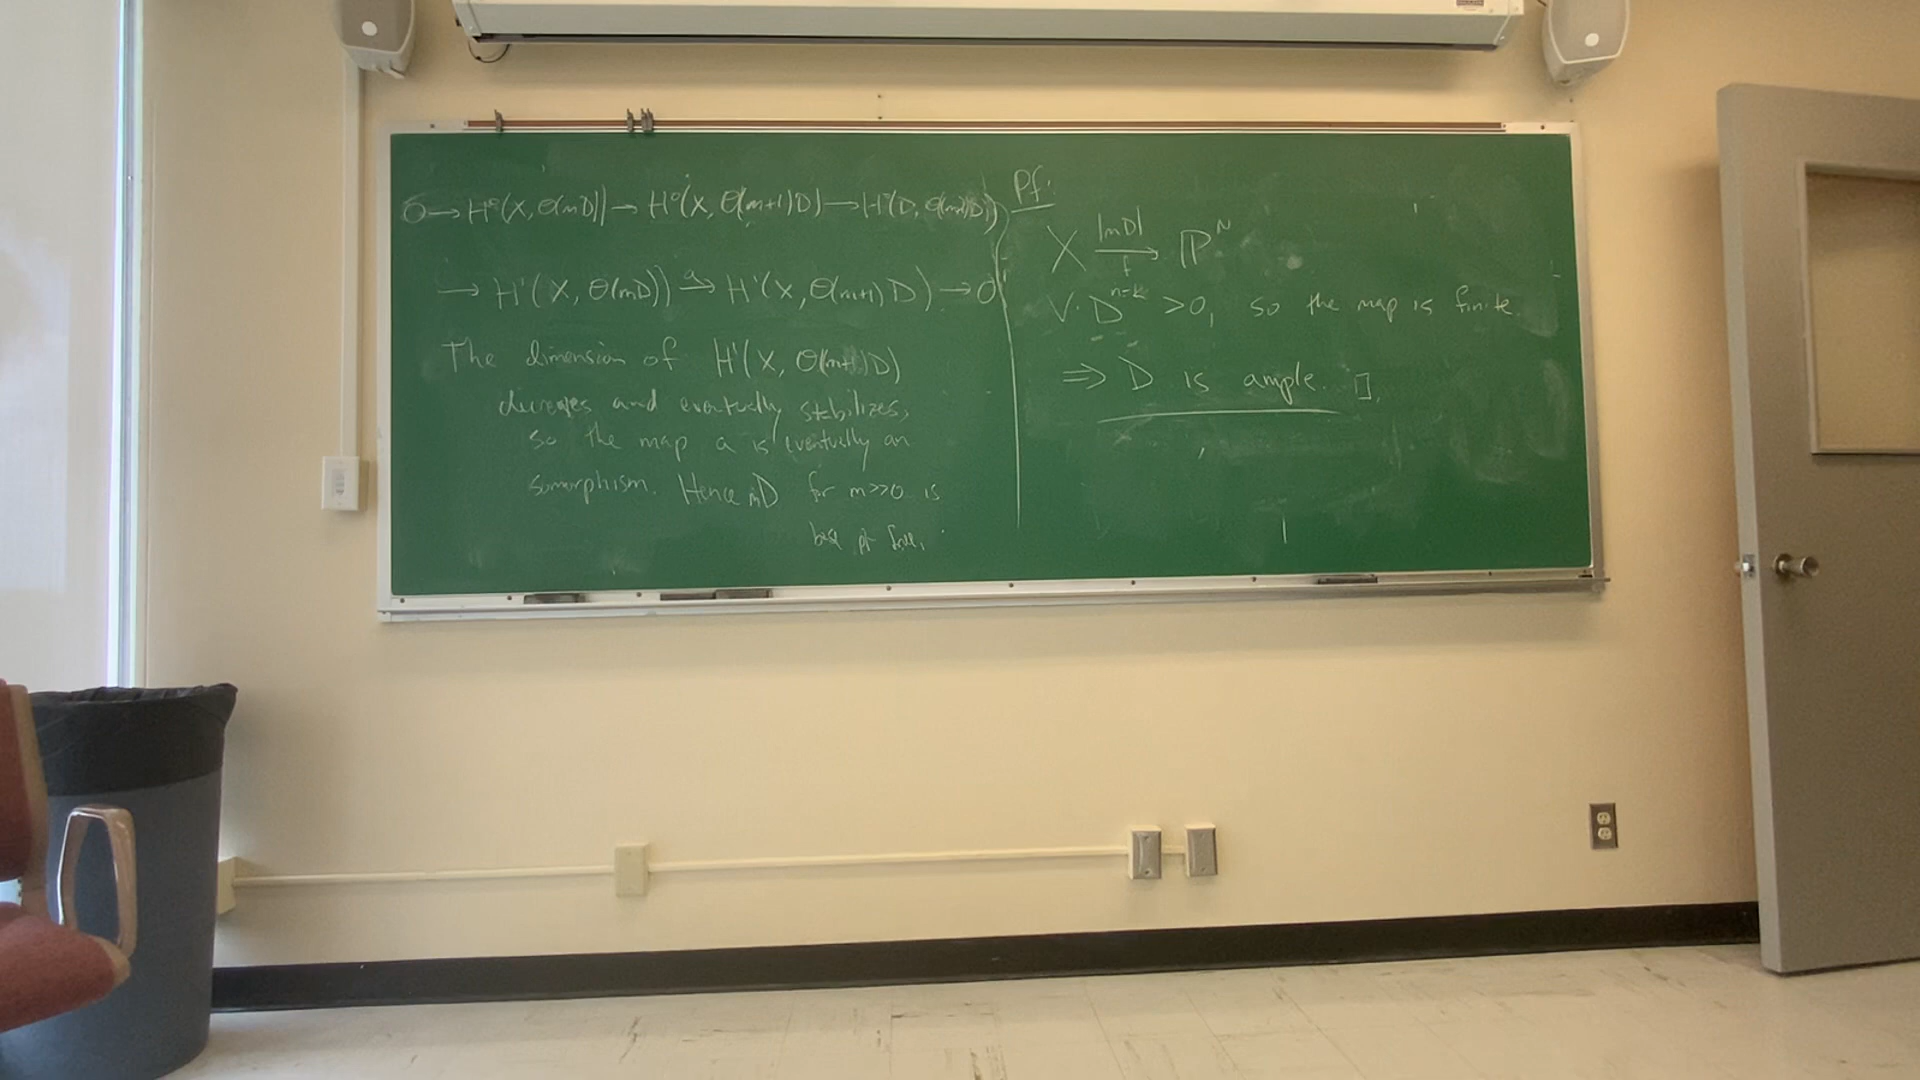 0 → H⁰(X, O(mD)) → H⁰(X, O(m+1)D) → H⁰(D, O(m+1)D))
→ H¹(X, O(mD)) →ᵃ H¹(X, O(m+1)D) → 0
The dimension of H¹(X, O(m+1)D)
decreases and eventually stabilizes,
so the map a is eventually an
isomorphism. Hence mD for m>>0 is
base pt free.
Pf.
|mD|
X → Pᴺ
f
V·Dⁿ⁻ᵏ >0, so the map is finite.
⇒ D is ample. □.